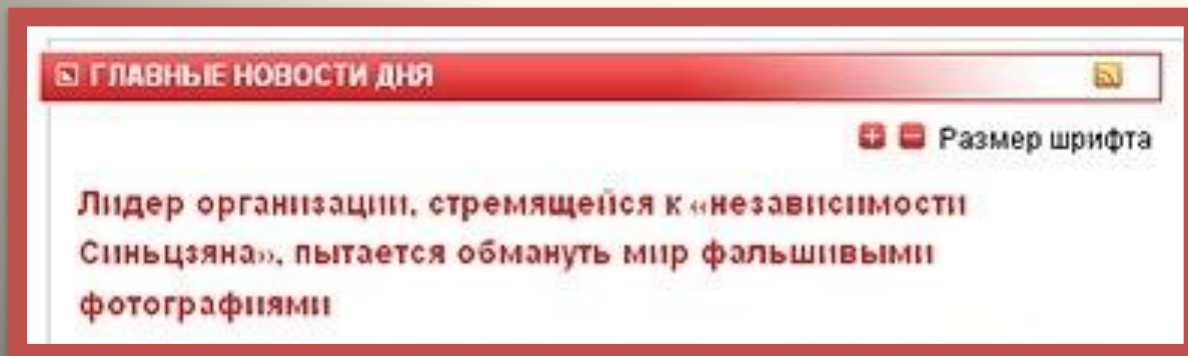 ГЛАВНЫЕ НОВОСТИ ДНЯ
Размер шрифта
Лидер организации, стремящейся к «независимости
Синьцзяна», пытается обмануть мир фальшивыми
фотографиями